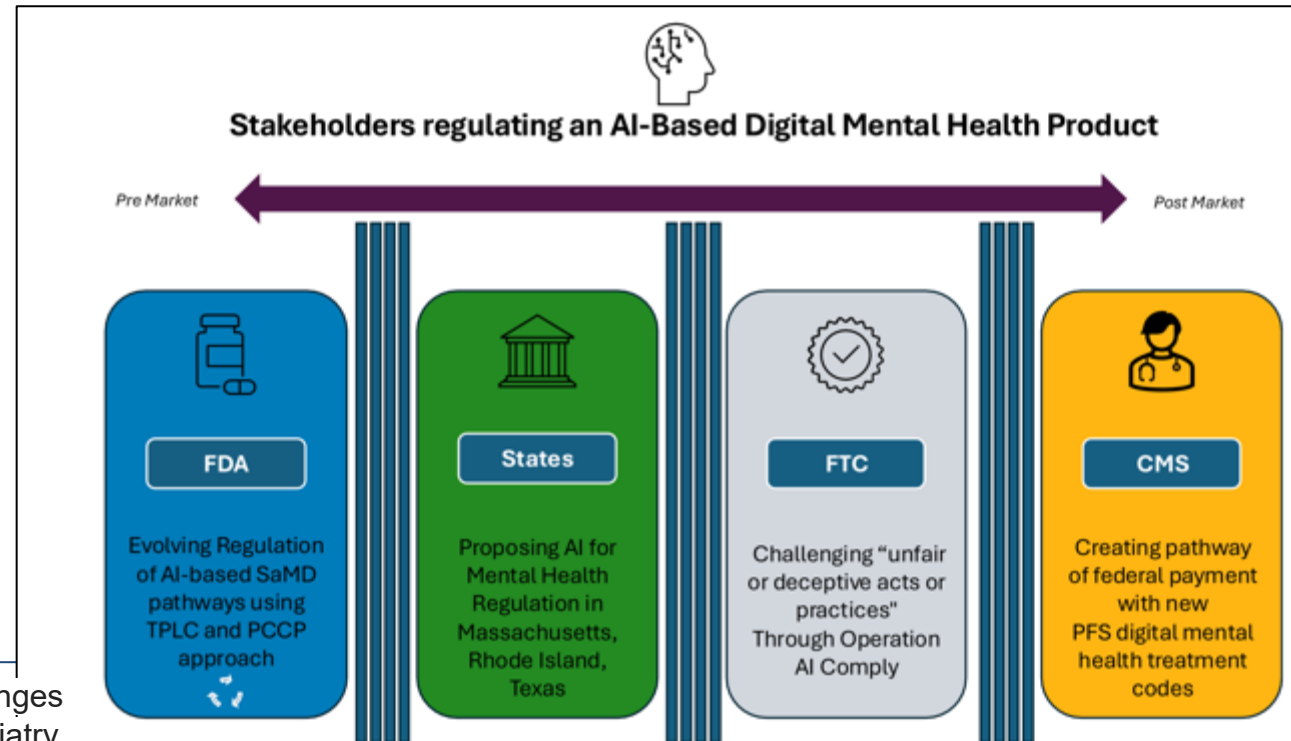 Stakeholders regulating an AI-Based Digital Mental Health Product
Pre Market
Post Market
FDA
Evolving Regulation
of AI-based SaMD
pathways using
TPLC and PCCP
approach
States
Proposing AI for
Mental Health
Regulation in
Massachusetts,
Rhode Island,
Texas
FTC
Challenging “unfair
or deceptive acts or
practices"
Through Operation
AI Comply
CMS
Creating pathway
of federal payment
with new
PFS digital mental
health treatment
codes